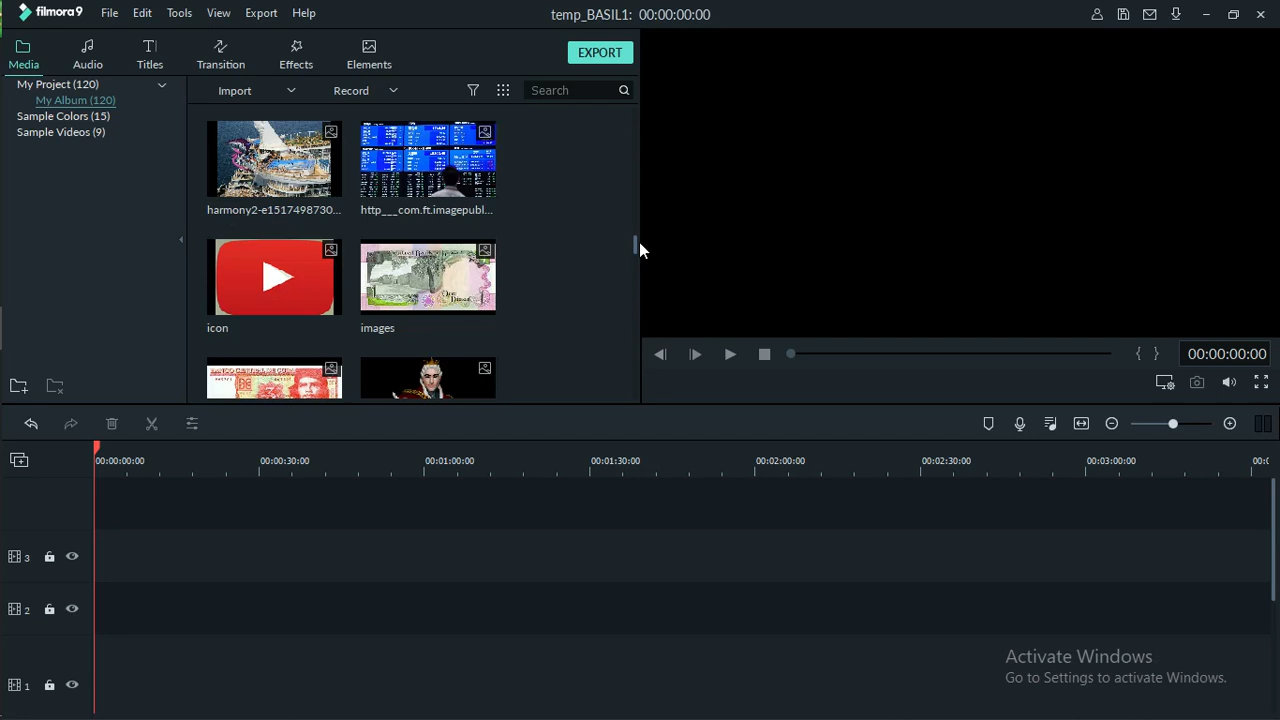 filmora9 File Edit Tools View Export Help temp_BASIL1: 00:00:00:00
Media Audio Titles Transition Effects Elements EXPORT
My Project (120)
My Album (120)
Sample Colors (15)
Sample Videos (9)
Import Record Search
harmony2-e1517498730... http___com.ft.imagepubl...
icon images
00:00:00:00
00:00:00:00 00:00:30:00 00:01:00:00 00:01:30:00 00:02:00:00 00:02:30:00 00:03:00:00
3
2
1
Activate Windows
Go to Settings to activate Windows.